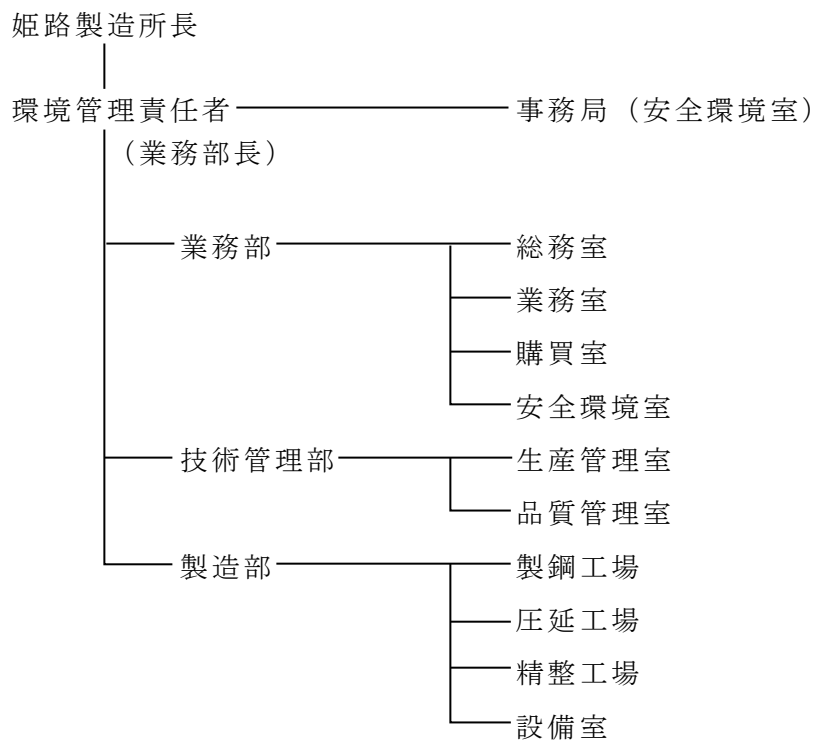 姫路製造所長
環境管理責任者 事務局（安全環境室）
（業務部長）
業務部 総務室
業務室
購買室
安全環境室
技術管理部 生産管理室
品質管理室
製造部 製鋼工場
圧延工場
精整工場
設備室